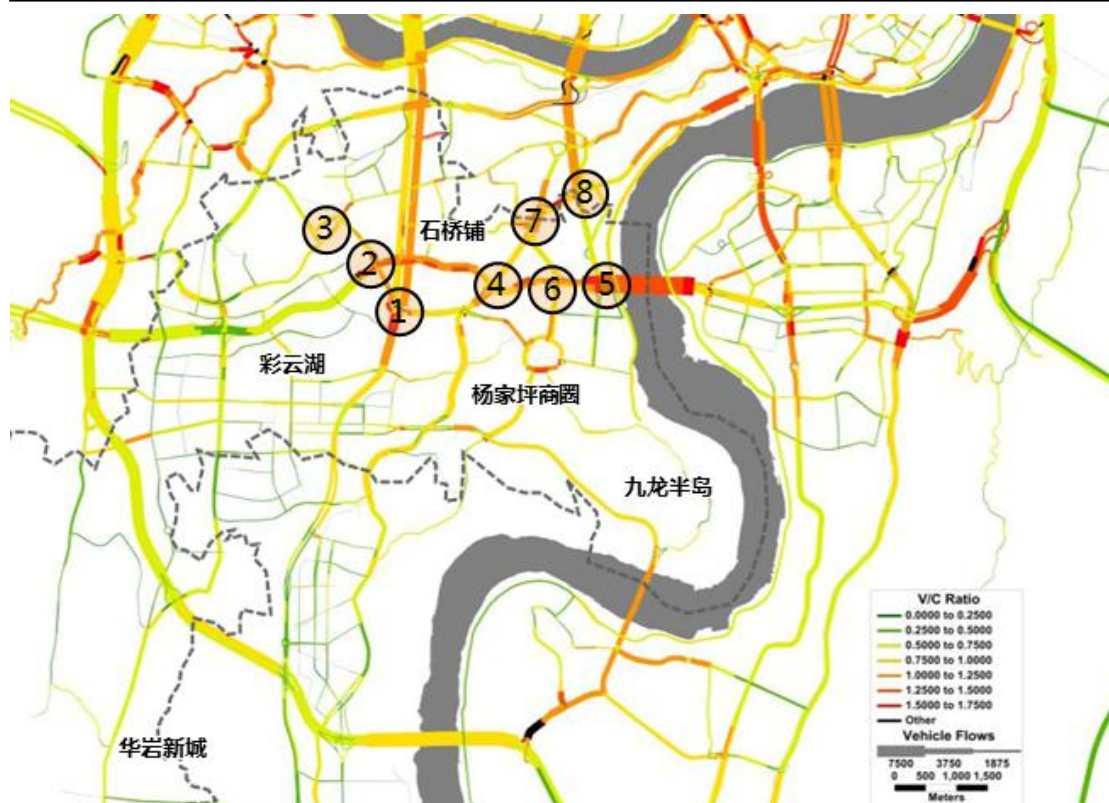 8
7
石桥铺
3
2
4
6
5
1
彩云湖
杨家坪商圈
九龙半岛
华岩新城
V/C Ratio
0.0000 to 0.2500
0.2500 to 0.5000
0.5000 to 0.7500
0.7500 to 1.0000
1.0000 to 1.2500
1.2500 to 1.5000
1.5000 to 1.7500
Other
Vehicle Flows
7500 3750 1875
0 500 1,000 1,500
Meters